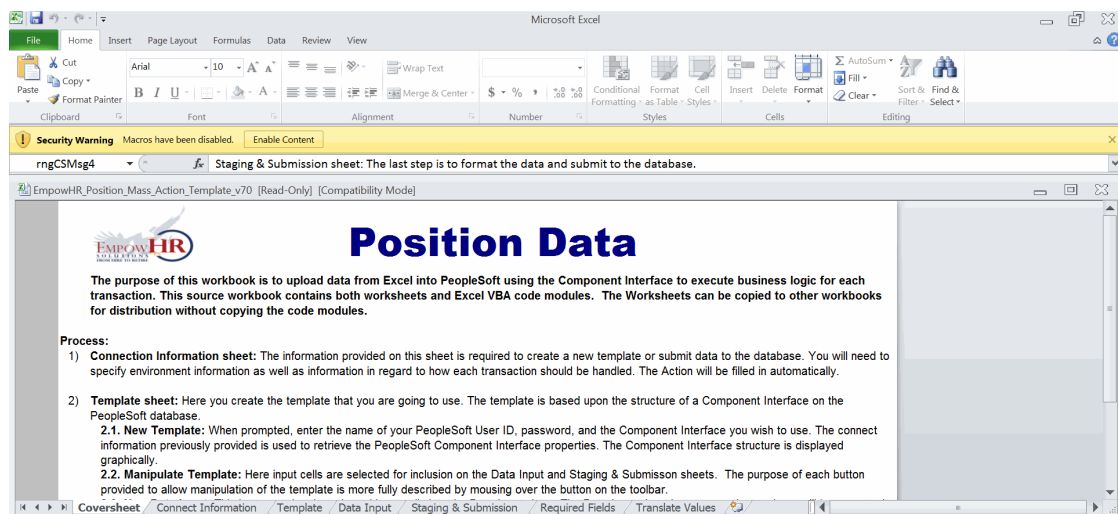 Microsoft Excel
File Home Insert Page Layout Formulas Data Review View
Cut
Copy
Format Painter
Paste
Clipboard
Arial 10
Font
Wrap Text
Merge & Center
Alignment
$ % ,
Number
Conditional Formatting
Format as Table
Cell Styles
Styles
Insert Delete Format
Cells
AutoSum
Fill
Clear
Sort & Filter
Find & Select
Editing
Security Warning Macros have been disabled. Enable Content
rngCSMsg4 fx Staging & Submission sheet: The last step is to format the data and submit to the database.
EmpowHR_Position_Mass_Action_Template_v70 [Read-Only] [Compatibility Mode]
EMPOWHR
SOLUTIONS
FROM HIRE TO RETIRE
Position Data
The purpose of this workbook is to upload data from Excel into PeopleSoft using the Component Interface to execute business logic for each
transaction. This source workbook contains both worksheets and Excel VBA code modules. The Worksheets can be copied to other workbooks
for distribution without copying the code modules.
Process:
1) Connection Information sheet: The information provided on this sheet is required to create a new template or submit data to the database. You will need to
specify environment information as well as information in regard to how each transaction should be handled. The Action will be filled in automatically.
2) Template sheet: Here you create the template that you are going to use. The template is based upon the structure of a Component Interface on the
PeopleSoft database.
2.1. New Template: When prompted, enter the name of your PeopleSoft User ID, password, and the Component Interface you wish to use. The connect
information previously provided is used to retrieve the PeopleSoft Component Interface properties. The Component Interface structure is displayed
graphically.
2.2. Manipulate Template: Here input cells are selected for inclusion on the Data Input and Staging & Submisson sheets. The purpose of each button
provided to allow manipulation of the template is more fully described by mousing over the button on the toolbar.
Coversheet Connect Information Template Data Input Staging & Submission Required Fields Translate Values